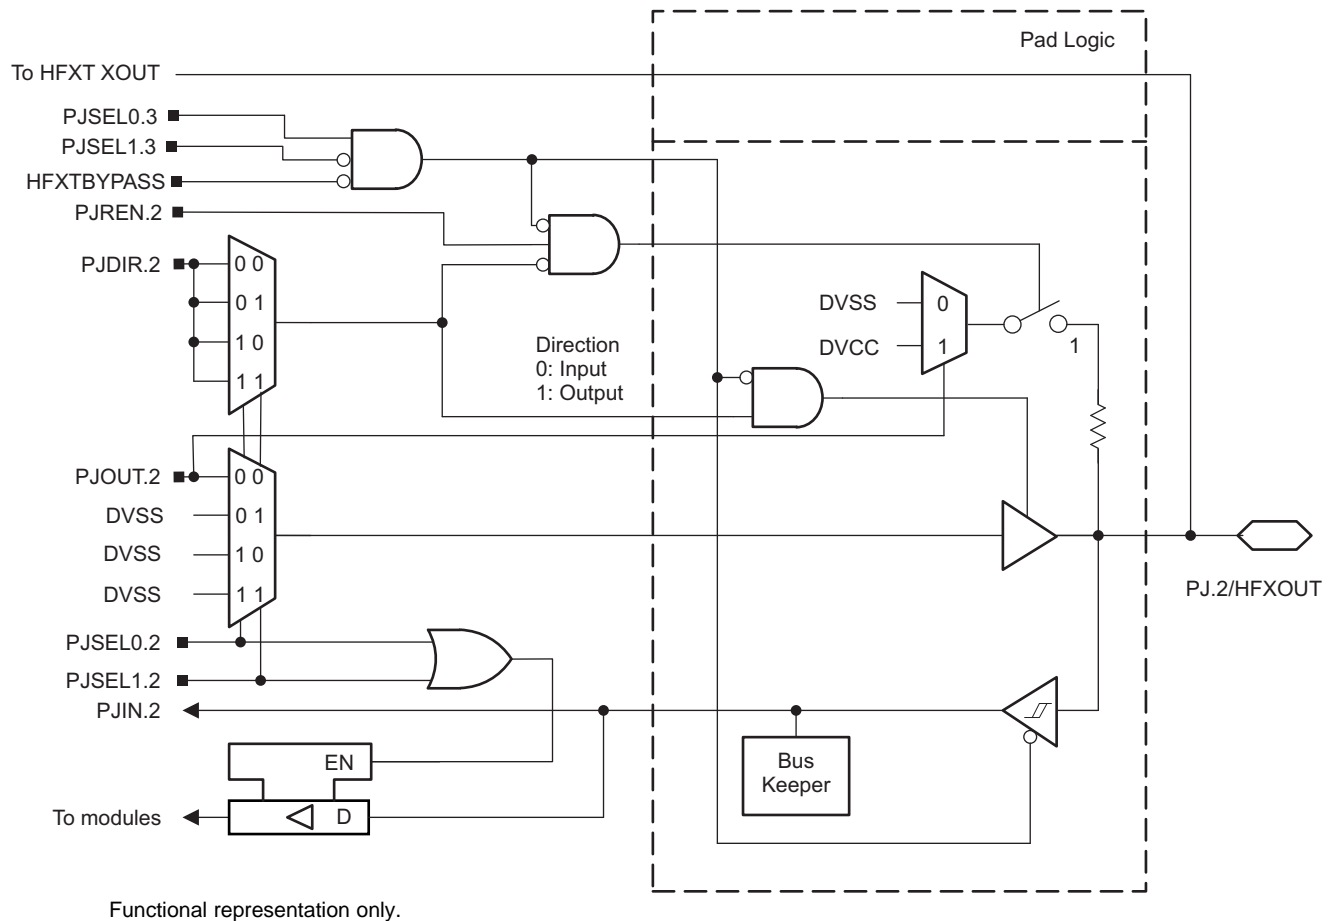 Pad Logic
To HFXT XOUT
PJSEL0.3
PJSEL1.3
HFXTBYPASS
PJREN.2
PJDIR.2
0 0
0 1
1 0
1 1
Direction
0: Input
1: Output
DVSS
0
DVCC
1
1
PJOUT.2
0 0
DVSS
0 1
DVSS
1 0
DVSS
1 1
PJ.2/HFXOUT
PJSEL0.2
PJSEL1.2
PJIN.2
EN
Bus
Keeper
To modules
D
Functional representation only.